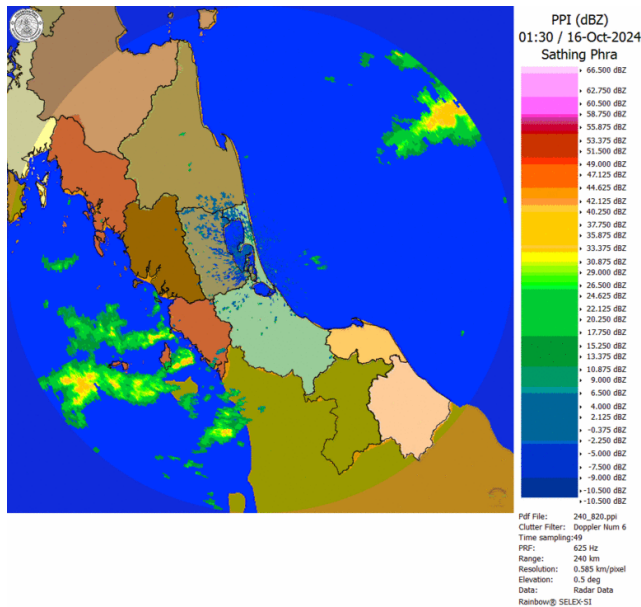 PPI (dBZ)
01:30 / 16-Oct-2024
Sathing Phra
66.500 dBZ
62.750 dBZ
60.500 dBZ
58.750 dBZ
55.875 dBZ
53.375 dBZ
51.500 dBZ
49.000 dBZ
47.125 dBZ
44.625 dBZ
42.125 dBZ
40.250 dBZ
37.750 dBZ
35.875 dBZ
33.375 dBZ
30.875 dBZ
29.000 dBZ
26.500 dBZ
24.625 dBZ
22.125 dBZ
20.250 dBZ
17.750 dBZ
15.250 dBZ
13.375 dBZ
10.875 dBZ
9.000 dBZ
6.500 dBZ
4.000 dBZ
2.125 dBZ
-0.375 dBZ
-2.250 dBZ
-5.000 dBZ
-7.500 dBZ
-9.000 dBZ
-10.500 dBZ
-10.500 dBZ
Pdf File: 240_820.ppi
Clutter Filter: Doppler Num 6
Time sampling:49
PRF: 625 Hz
Range: 240 km
Resolution: 0.585 km/pixel
Elevation: 0.5 deg
Data: Radar Data
Rainbow® SELEX-SI